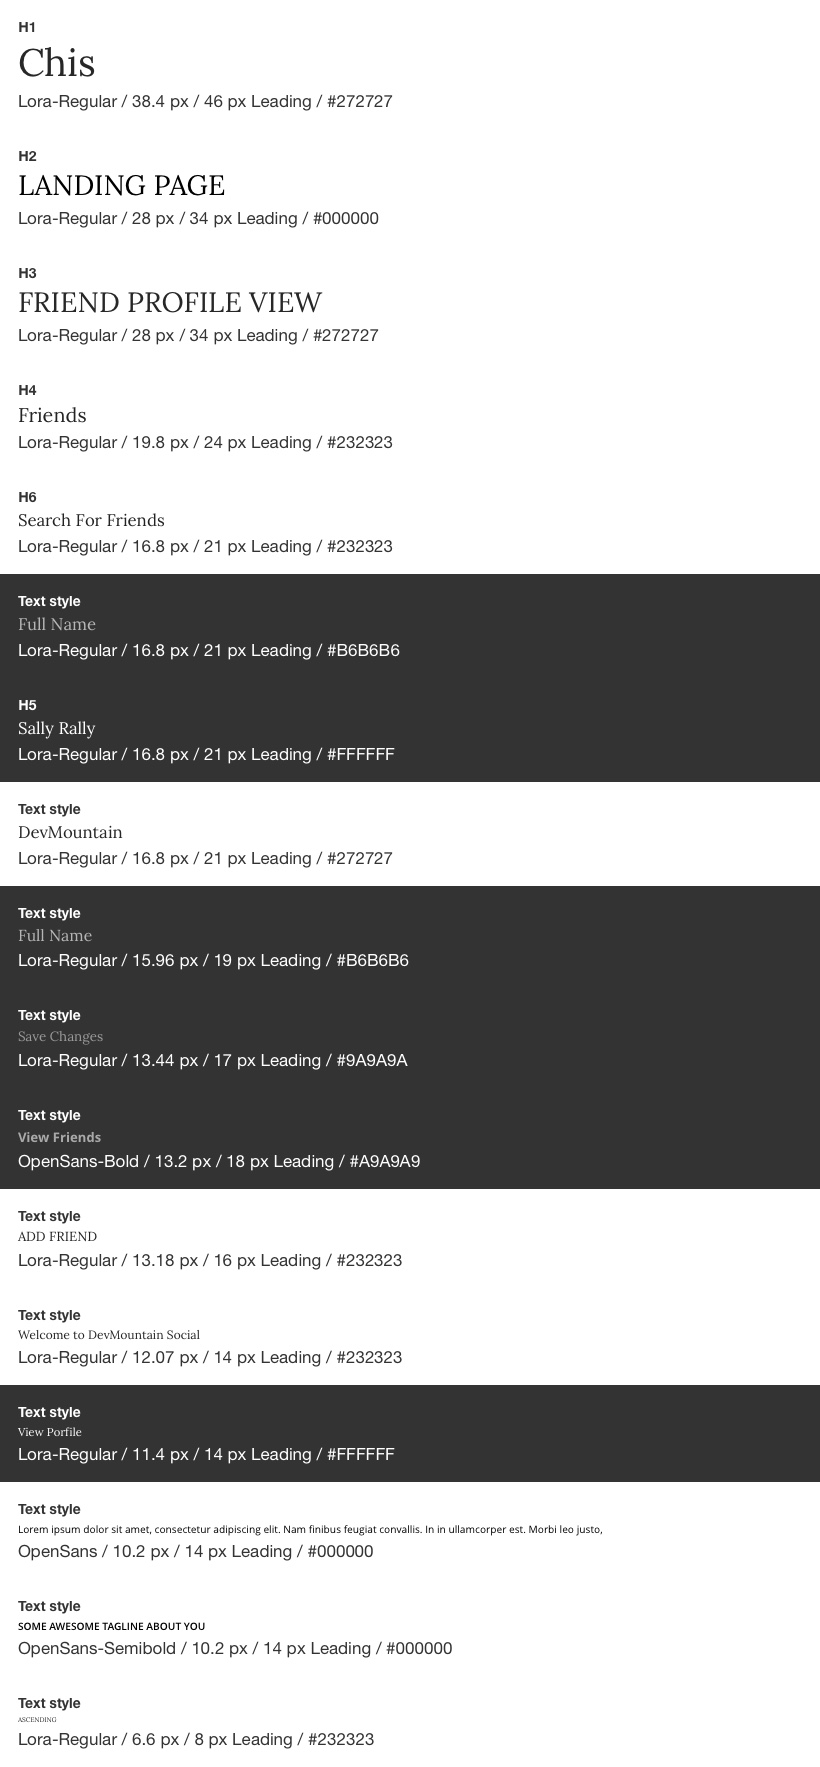 H1
Chis
Lora-Regular / 38.4 px / 46 px Leading / #272727
H2
LANDING PAGE
Lora-Regular / 28 px / 34 px Leading / #000000
H3
FRIEND PROFILE VIEW
Lora-Regular / 28 px / 34 px Leading / #272727
H4
Friends
Lora-Regular / 19.8 px / 24 px Leading / #232323
H6
Search For Friends
Lora-Regular / 16.8 px / 21 px Leading / #232323
Text style
Full Name
Lora-Regular / 16.8 px / 21 px Leading / #B6B6B6
H5
Sally Rally
Lora-Regular / 16.8 px / 21 px Leading / #FFFFFF
Text style
DevMountain
Lora-Regular / 16.8 px / 21 px Leading / #272727
Text style
Full Name
Lora-Regular / 15.96 px / 19 px Leading / #B6B6B6
Text style
Save Changes
Lora-Regular / 13.44 px / 17 px Leading / #9A9A9A
Text style
View Friends
OpenSans-Bold / 13.2 px / 18 px Leading / #A9A9A9
Text style
ADD FRIEND
Lora-Regular / 13.18 px / 16 px Leading / #232323
Text style
Welcome to DevMountain Social
Lora-Regular / 12.07 px / 14 px Leading / #232323
Text style
View Porfile
Lora-Regular / 11.4 px / 14 px Leading / #FFFFFF
Text style
Lorem ipsum dolor sit amet, consectetur adipiscing elit. Nam finibus feugiat convallis. In in ullamcorper est. Morbi leo justo,
OpenSans / 10.2 px / 14 px Leading / #000000
Text style
SOME AWESOME TAGLINE ABOUT YOU
OpenSans-Semibold / 10.2 px / 14 px Leading / #000000
Text style
ASCENDING
Lora-Regular / 6.6 px / 8 px Leading / #232323